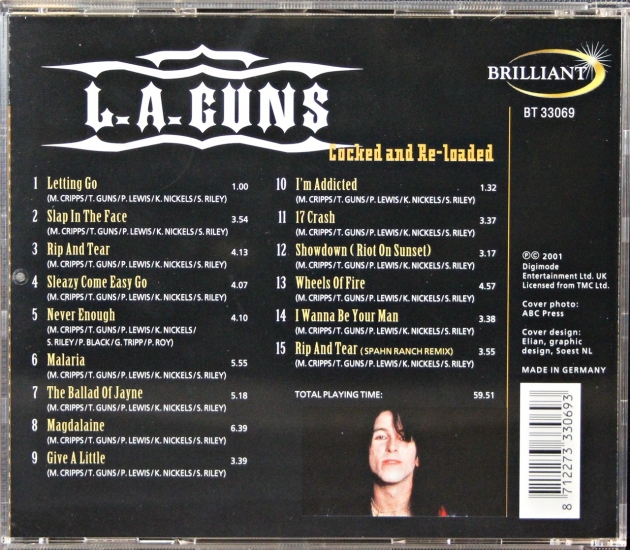 L.A.GUNS
Cocked and Re-loaded
1 Letting Go 1.00
(M. CRIPPS/T. GUNS/P. LEWIS/K. NICKELS/S. RILEY)
2 Slap In The Face 3.54
(M. CRIPPS/T. GUNS/P. LEWIS/K. NICKELS/S. RILEY)
3 Rip And Tear 4.13
(M. CRIPPS/T. GUNS/P. LEWIS/K. NICKELS/S. RILEY)
4 Sleazy Come Easy Go 4.07
(M. CRIPPS/T. GUNS/P. LEWIS/K. NICKELS/S. RILEY)
5 Never Enough 4.10
(M. CRIPPS/T. GUNS/P. LEWIS/K. NICKELS/
S. RILEY/P. BLACK/G. TRIPP/P. ROY)
6 Malaria 5.55
(M. CRIPPS/T. GUNS/P. LEWIS/K. NICKELS/S. RILEY)
7 The Ballad Of Jayne 5.18
(M. CRIPPS/T. GUNS/P. LEWIS/K. NICKELS/S. RILEY)
8 Magdalaine 6.39
(M. CRIPPS/T. GUNS/P. LEWIS/K. NICKELS/S. RILEY)
9 Give A Little 3.39
(M. CRIPPS/T. GUNS/P. LEWIS/K. NICKELS/S. RILEY)
10 I'm Addicted 1.32
(M. CRIPPS/T. GUNS/P. LEWIS/K. NICKELS/S. RILEY)
11 17 Crash 3.37
(M. CRIPPS/T. GUNS/P. LEWIS/K. NICKELS/S. RILEY)
12 Showdown ( Riot On Sunset) 3.17
(M. CRIPPS/T. GUNS/P. LEWIS/K. NICKELS/S. RILEY)
13 Wheels Of Fire 4.57
(M. CRIPPS/T. GUNS/P. LEWIS/K. NICKELS/S. RILEY)
14 I Wanna Be Your Man 3.38
(M. CRIPPS/T. GUNS/P. LEWIS/K. NICKELS/S. RILEY)
15 Rip And Tear (SPAHN RANCH REMIX) 3.55
(M. CRIPPS/T. GUNS/P. LEWIS/K. NICKELS/S. RILEY)
TOTAL PLAYING TIME: 59.51
BRILLIANT
BT 33069
℗© 2001
Digimode
Entertainment Ltd. UK
Licensed from TMC Ltd.
Cover photo:
ABC Press
Cover design:
Elian, graphic
design, Soest NL
MADE IN GERMANY
8 712273 330693